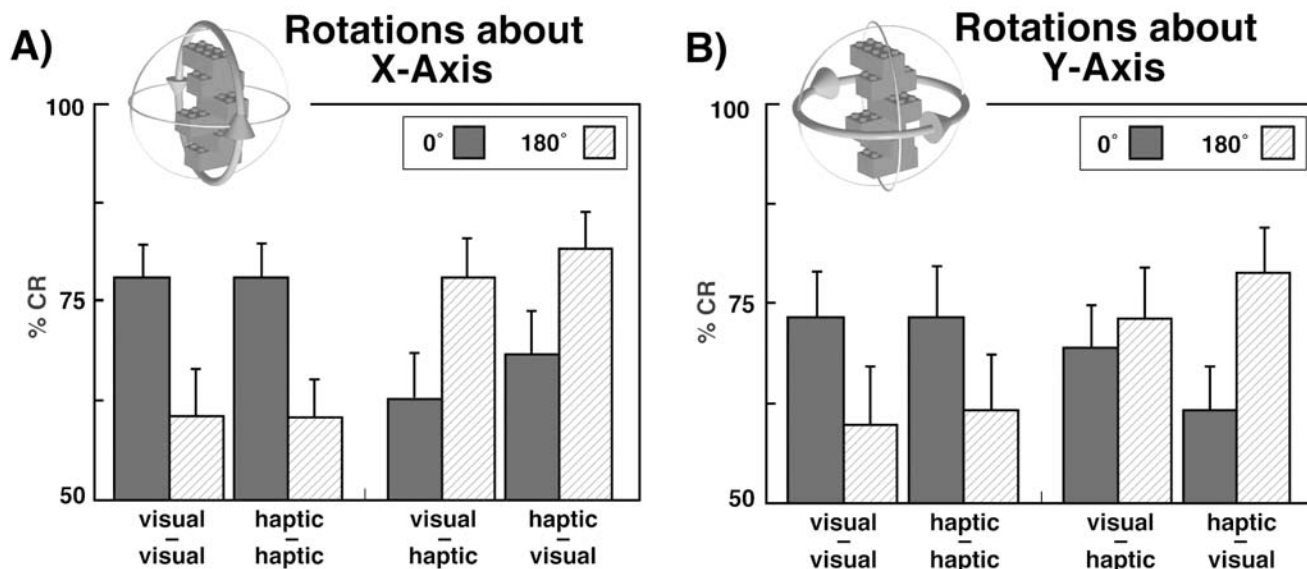 A)
Rotations about
X-Axis
100
75
50
% CR
0° 180°
visual
–
visual
haptic
–
haptic
visual
–
haptic
haptic
–
visual
B)
Rotations about
Y-Axis
100
75
50
% CR
0° 180°
visual
–
visual
haptic
–
haptic
visual
–
haptic
haptic
–
visual